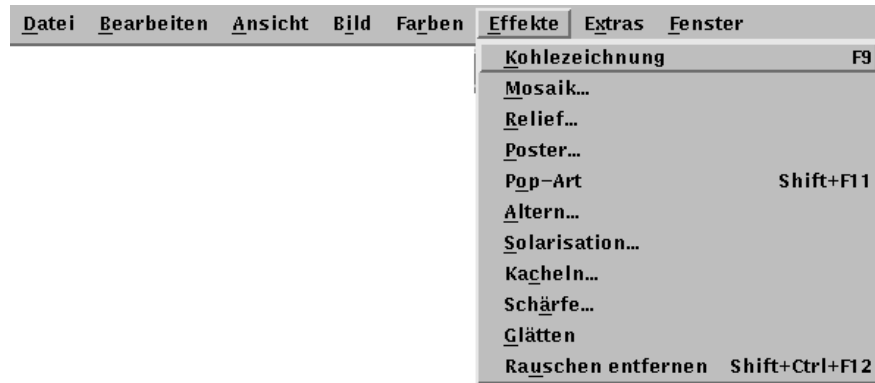 Datei Bearbeiten Ansicht Bild Farben Effekte Extras Fenster
Kohlezeichnung F9
Mosaik...
Relief...
Poster...
Pop-Art Shift+F11
Altern...
Solarisation...
Kacheln...
Schärfe...
Glätten
Rauschen entfernen Shift+Ctrl+F12